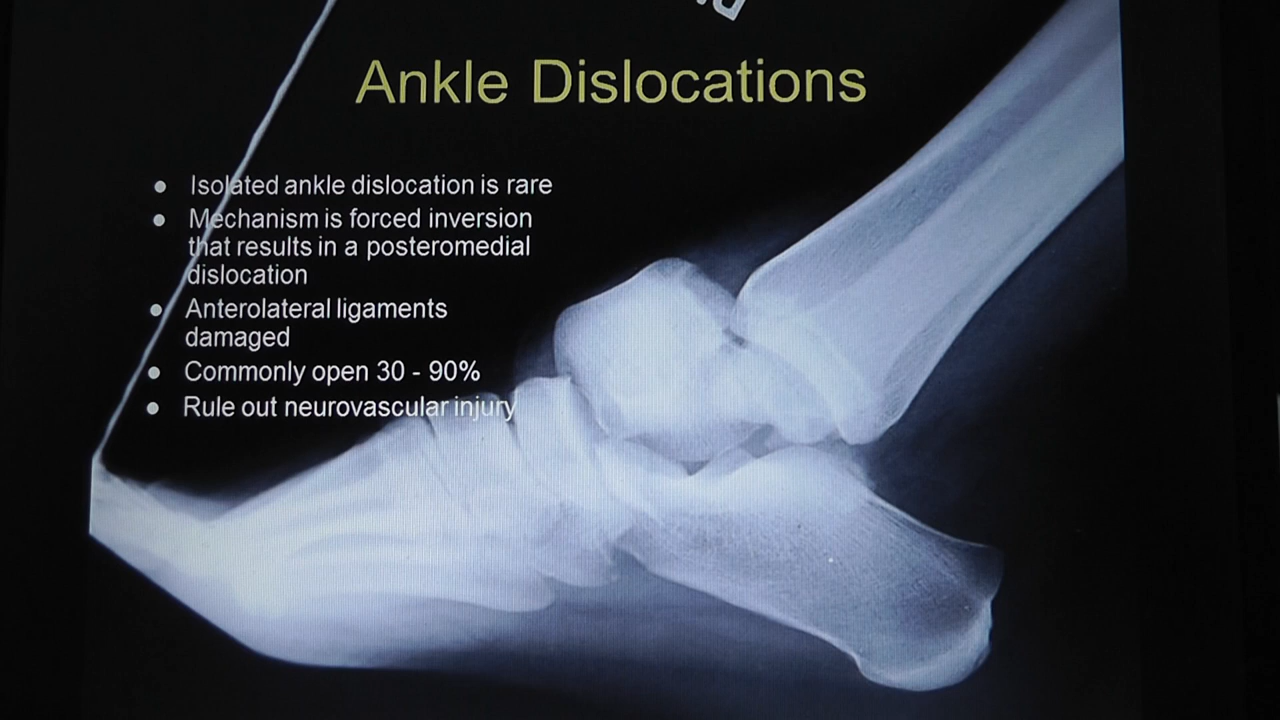 Ankle Dislocations
● Isolated ankle dislocation is rare
● Mechanism is forced inversion
that results in a posteromedial
dislocation
● Anterolateral ligaments
damaged
● Commonly open 30 - 90%
● Rule out neurovascular injury